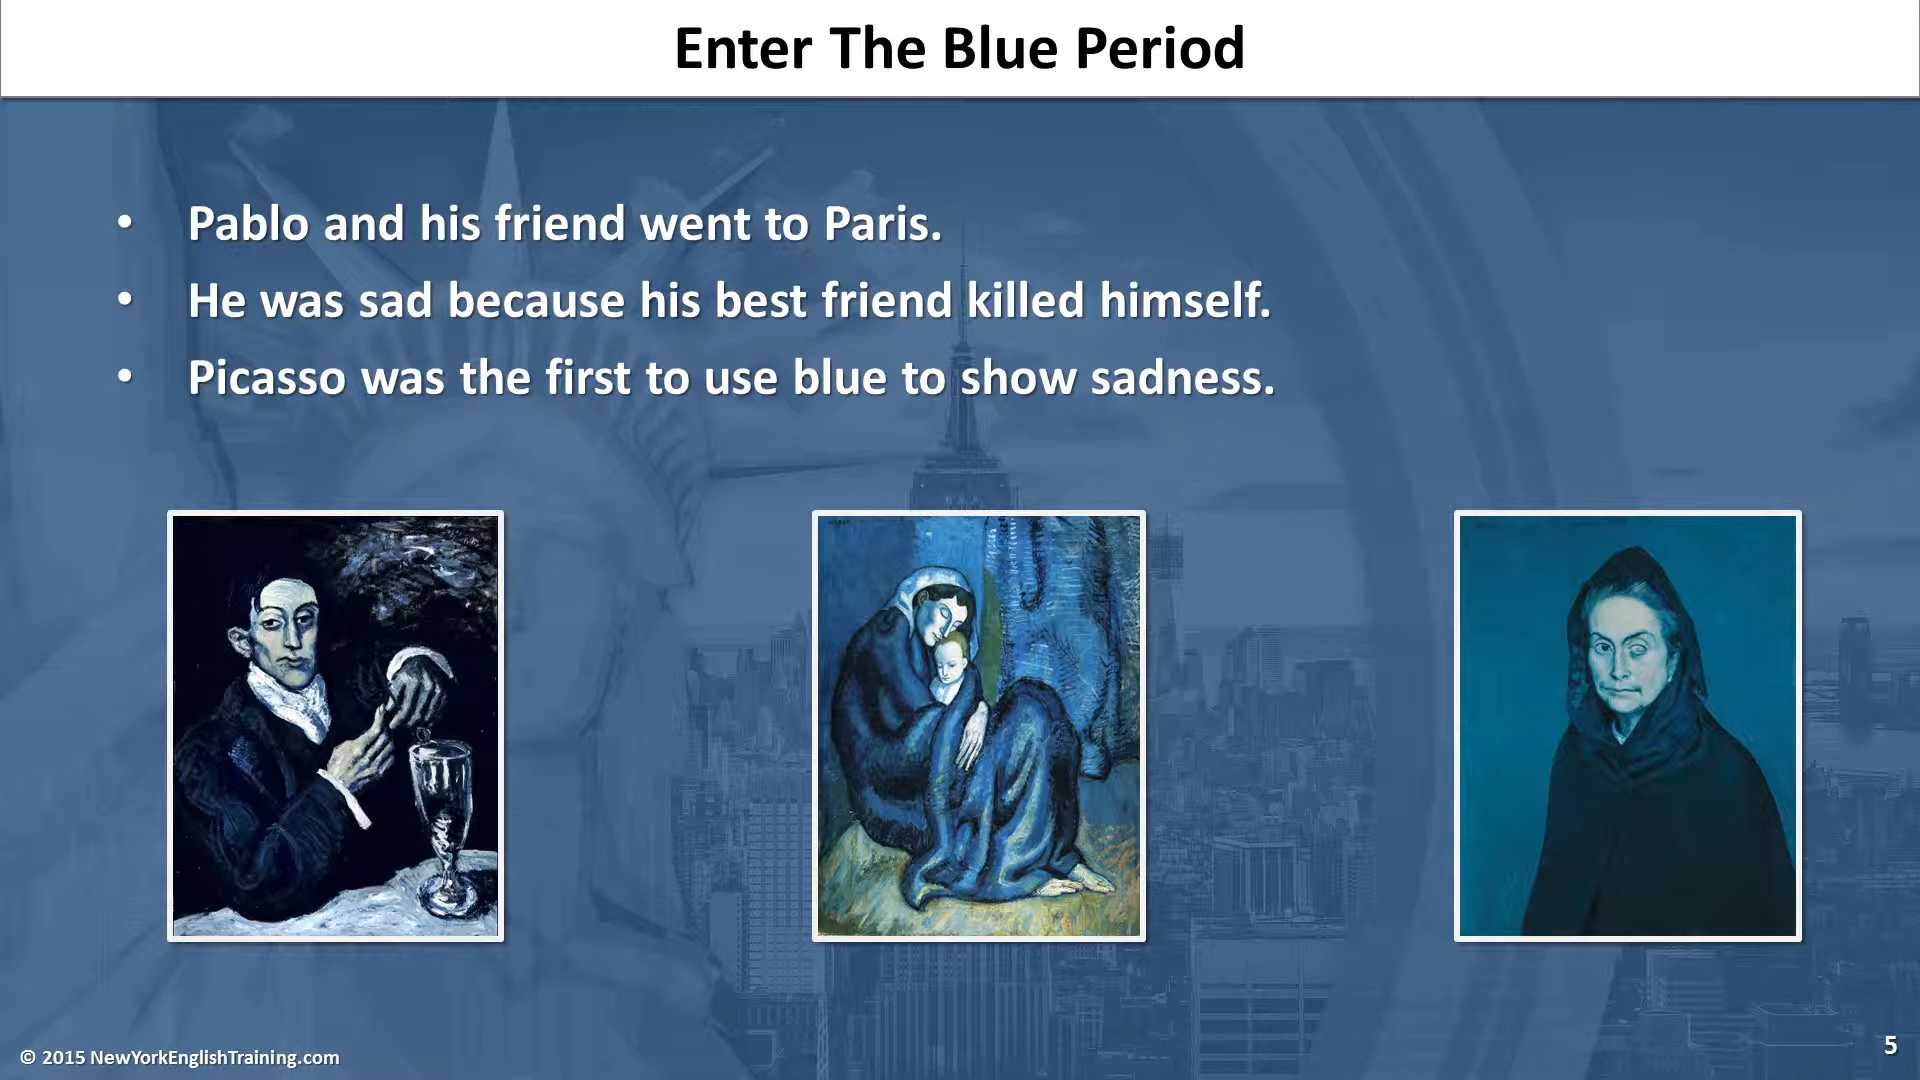 Enter The Blue Period
• Pablo and his friend went to Paris.
• He was sad because his best friend killed himself.
• Picasso was the first to use blue to show sadness.
© 2015 NewYorkEnglishTraining.com
5